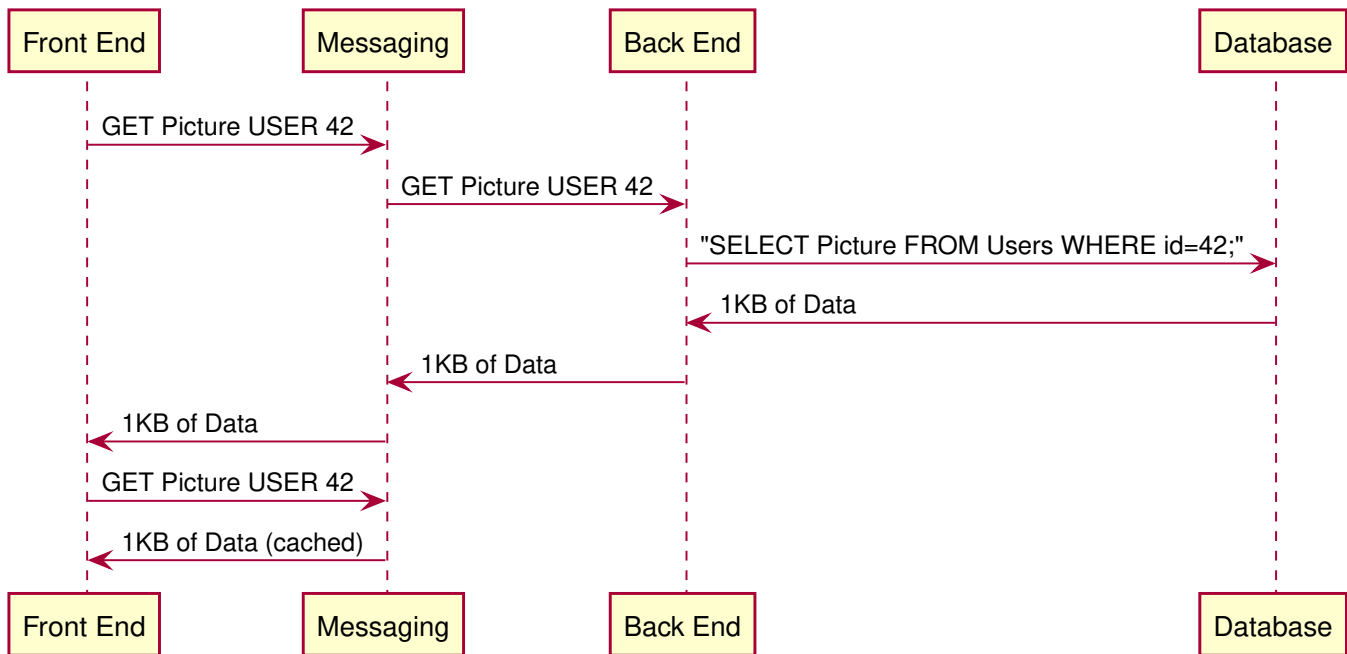 Front End Messaging Back End Database
GET Picture USER 42
GET Picture USER 42
"SELECT Picture FROM Users WHERE id=42;"
1KB of Data
1KB of Data
1KB of Data
GET Picture USER 42
1KB of Data (cached)
Front End Messaging Back End Database